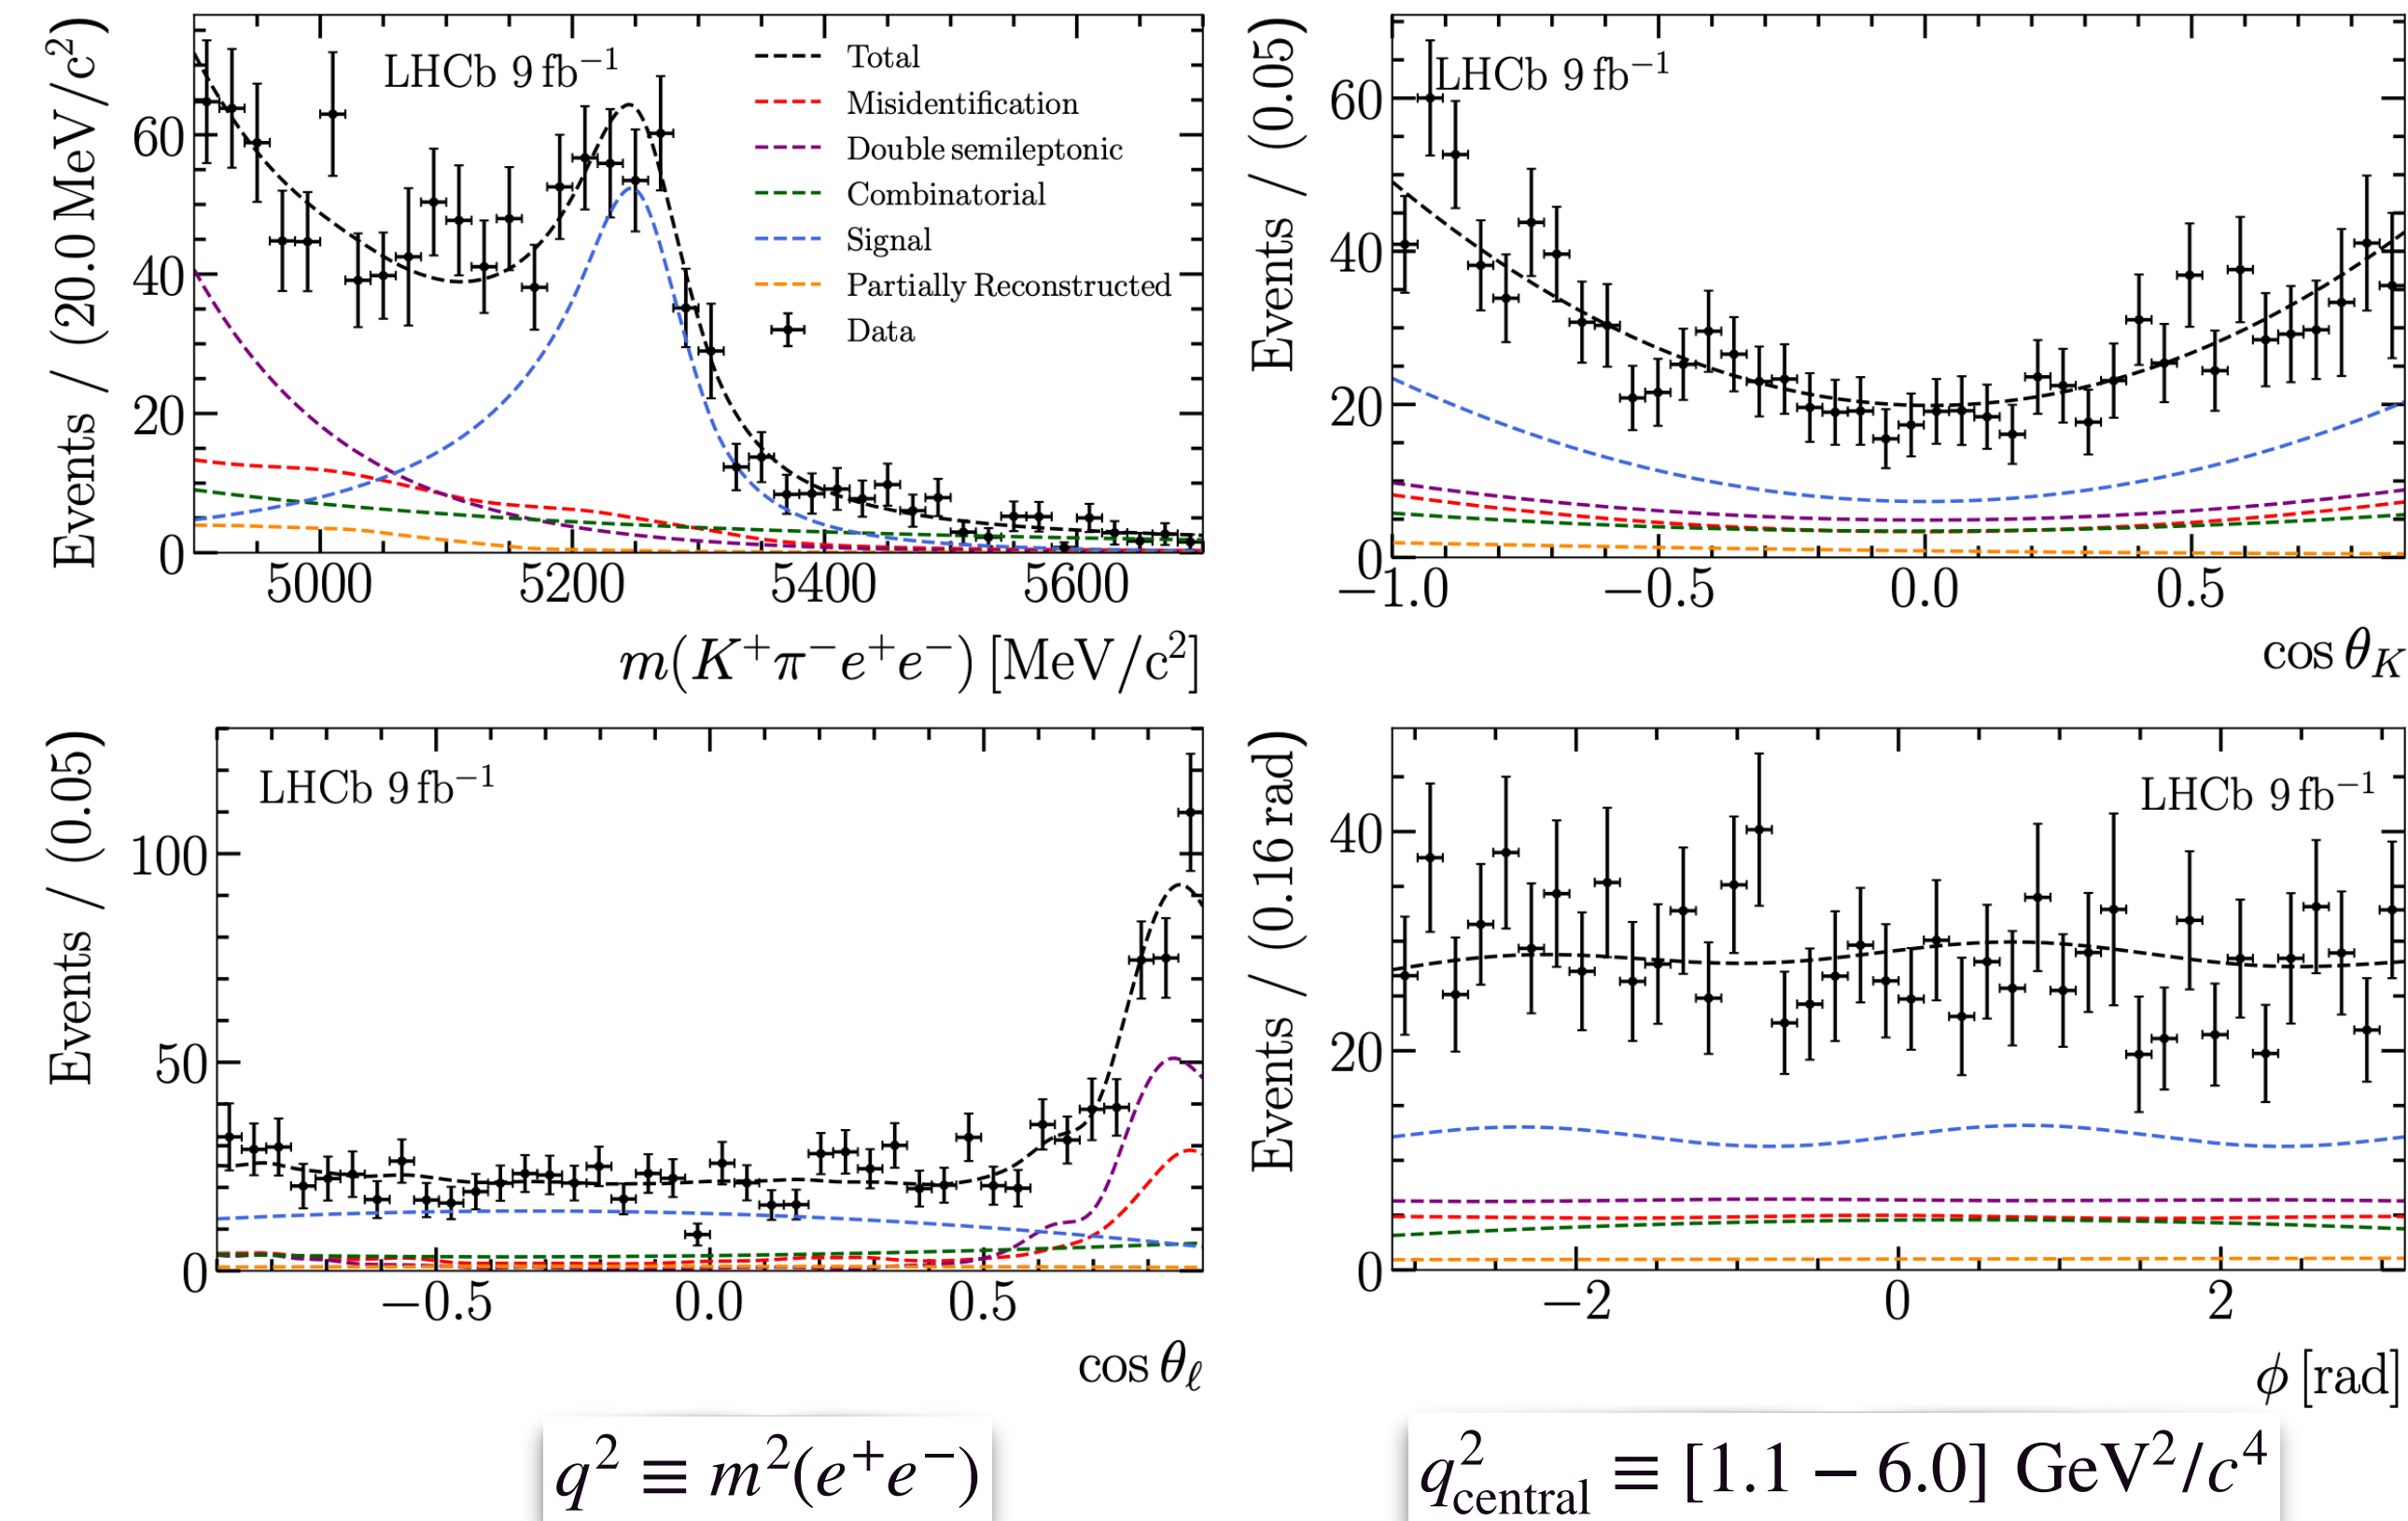 Events / (20.0 MeV/c²)
LHCb 9 fb⁻¹
Total
Misidentification
Double semileptonic
Combinatorial
Signal
Partially Reconstructed
Data
60
40
20
0
5000 5200 5400 5600
m(K⁺π⁻e⁺e⁻) [MeV/c²]
Events / (0.05)
LHCb 9 fb⁻¹
60
40
20
0
−1.0 −0.5 0.0 0.5
cos θ_K
Events / (0.05)
LHCb 9 fb⁻¹
100
50
0
−0.5 0.0 0.5
cos θ_ℓ
Events / (0.16 rad)
LHCb 9 fb⁻¹
40
20
0
−2 0 2
ϕ [rad]
q² ≡ m²(e⁺e⁻)
q²_central ≡ [1.1 − 6.0] GeV²/c⁴